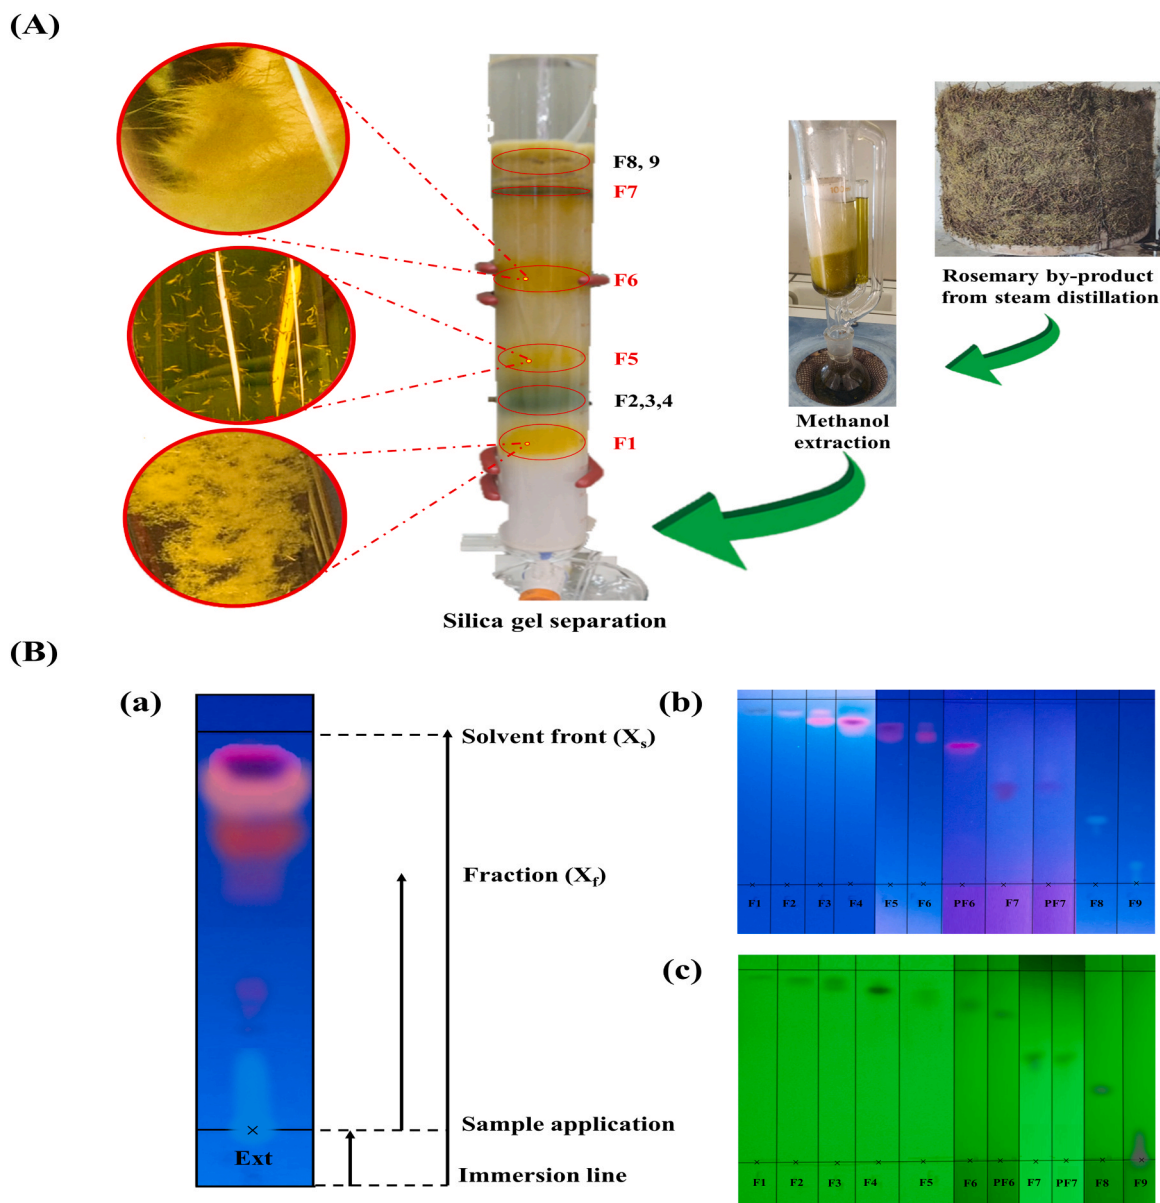 (A)
F8, 9
F7
F6
F5
F2,3,4
F1
Rosemary by-product
from steam distillation
Methanol
extraction
Silica gel separation
(B)
(a)
Solvent front (Xs)
Fraction (Xf)
Sample application
Immersion line
Ext
(b)
F1 F2 F3 F4 F5 F6 PF6 F7 PF7 F8 F9
(c)
F1 F2 F3 F4 F5 F6 PF6 F7 PF7 F8 F9